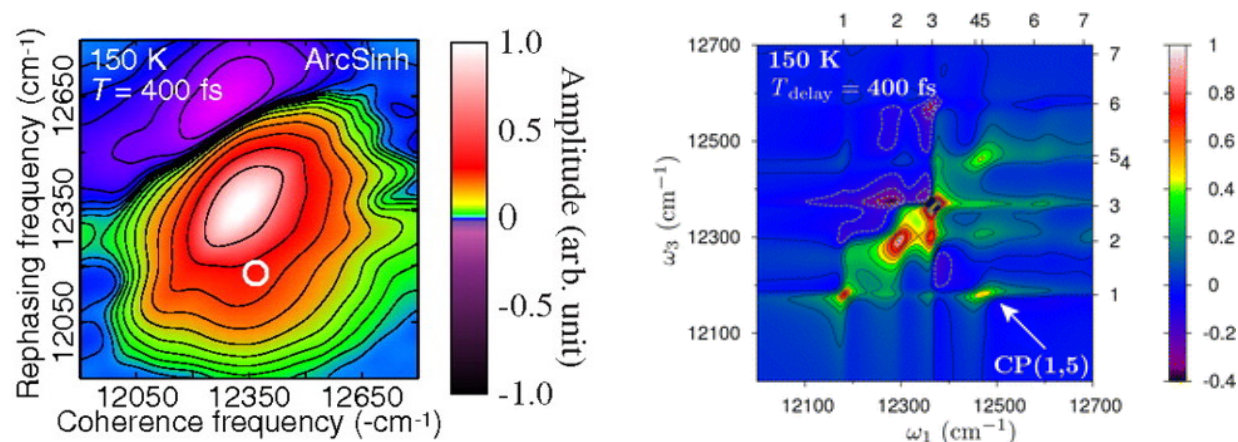 150 K ArcSinh
T = 400 fs
Rephasing frequency (cm-1)
12650
12350
12050
12050 12350 12650
Coherence frequency (-cm-1)
1.0
0.5
0
-0.5
-1.0
Amplitude (arb. unit)
1 2 3 45 6 7
150 K
Tdelay = 400 fs
12700
12500
12300
12100
ω3 (cm−1)
7
6
54
3
2
1
CP(1,5)
12100 12300 12500 12700
ω1 (cm−1)
1
0.8
0.6
0.4
0.2
0
-0.2
-0.4